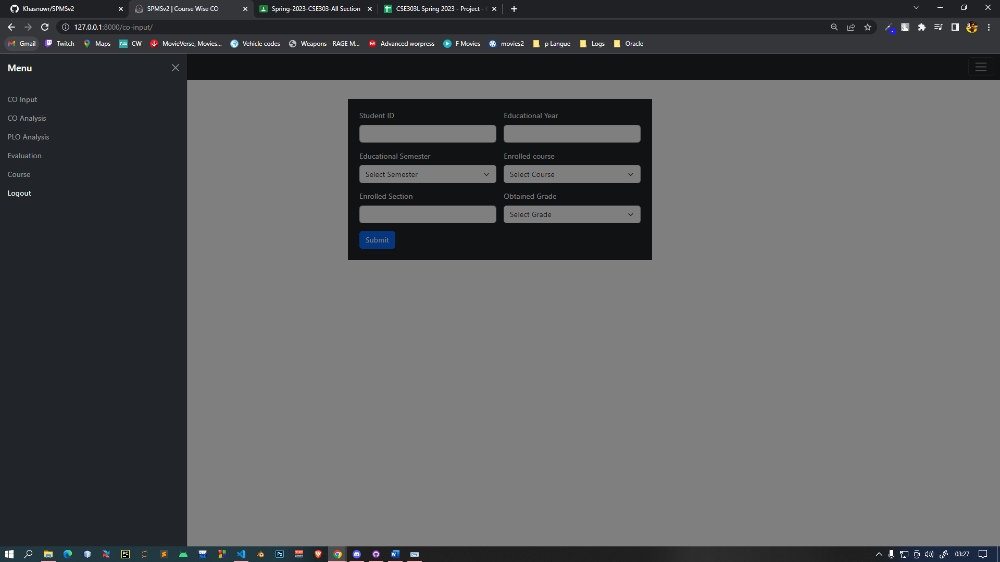 Khasnuwr/SPMSv2
SPMSv2 | Course Wise CO
Spring-2023-CSE303-All Section
CSE303L Spring 2023 - Project -
127.0.0.1:8000/co-input/
Gmail
Twitch
Maps
CW
MovieVerse, Movies...
Vehicle codes
Weapons - RAGE M...
Advanced worpress
F Movies
movies2
p Langue
Logs
Oracle
Menu
CO Input
CO Analysis
PLO Analysis
Evaluation
Course
Logout
Student ID
Educational Year
Educational Semester
Enrolled course
Select Semester
Select Course
Enrolled Section
Obtained Grade
Select Grade
Submit
03:27